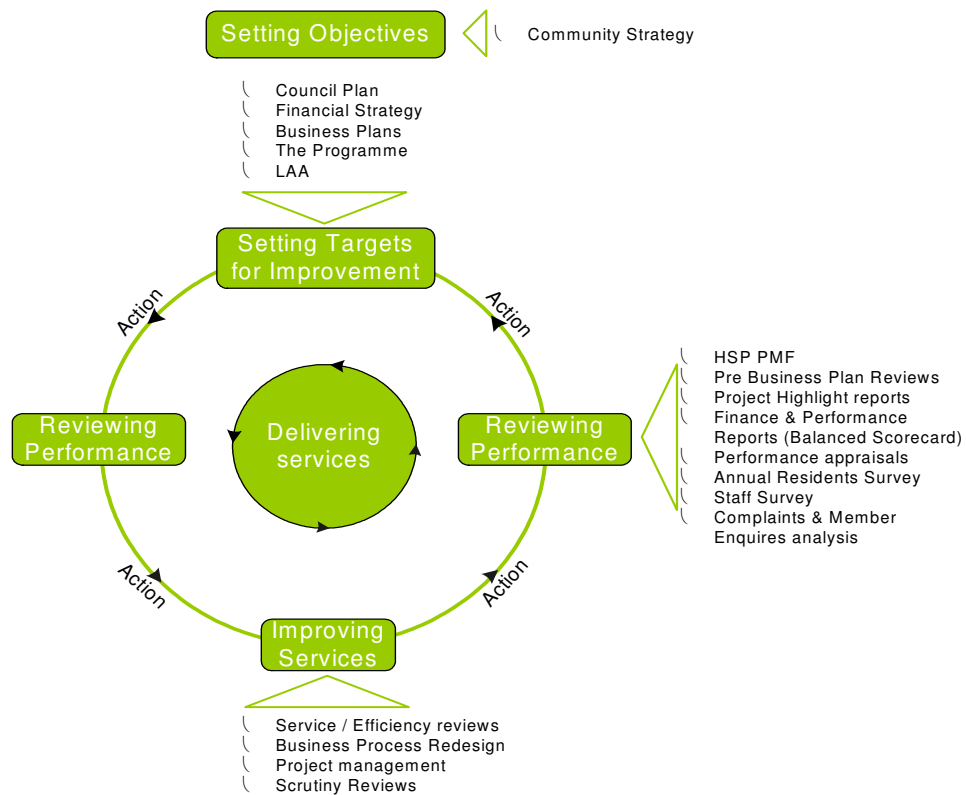 Setting Objectives
Community Strategy
Council Plan
Financial Strategy
Business Plans
The Programme
LAA
Setting Targets
for Improvement
Action
Action
HSP PMF
Pre Business Plan Reviews
Project Highlight reports
Finance & Performance
Reports (Balanced Scorecard)
Performance appraisals
Annual Residents Survey
Staff Survey
Complaints & Member
Enquires analysis
Reviewing
Performance
Delivering
services
Reviewing
Performance
Action
Action
Improving
Services
Service / Efficiency reviews
Business Process Redesign
Project management
Scrutiny Reviews